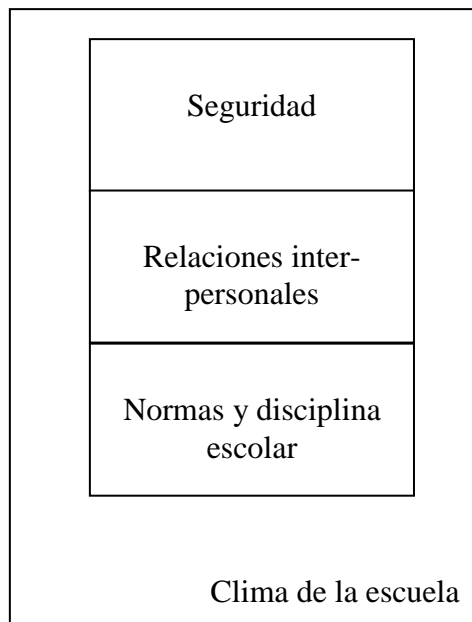 Seguridad
Relaciones inter-
personales
Normas y disciplina
escolar
Clima de la escuela